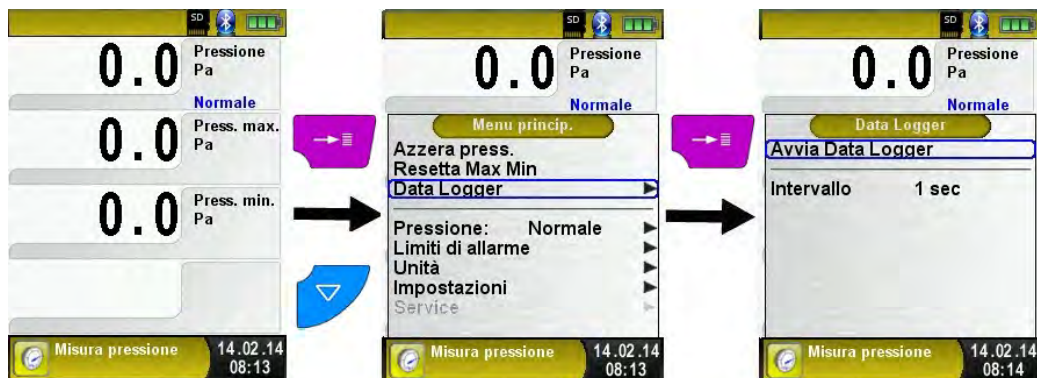 SD
0.0 Pressione
Pa
Normale
0.0 Press. max.
Pa
0.0 Press. min.
Pa
Misura pressione 14.02.14
08:13
SD
0.0 Pressione
Pa
Normale
Menu princip.
Azzera press.
Resetta Max Min
Data Logger
Pressione: Normale
Limiti di allarme
Unità
Impostazioni
Service
Misura pressione 14.02.14
08:13
SD
0.0 Pressione
Pa
Normale
Data Logger
Avvia Data Logger
Intervallo 1 sec
Misura pressione 14.02.14
08:14